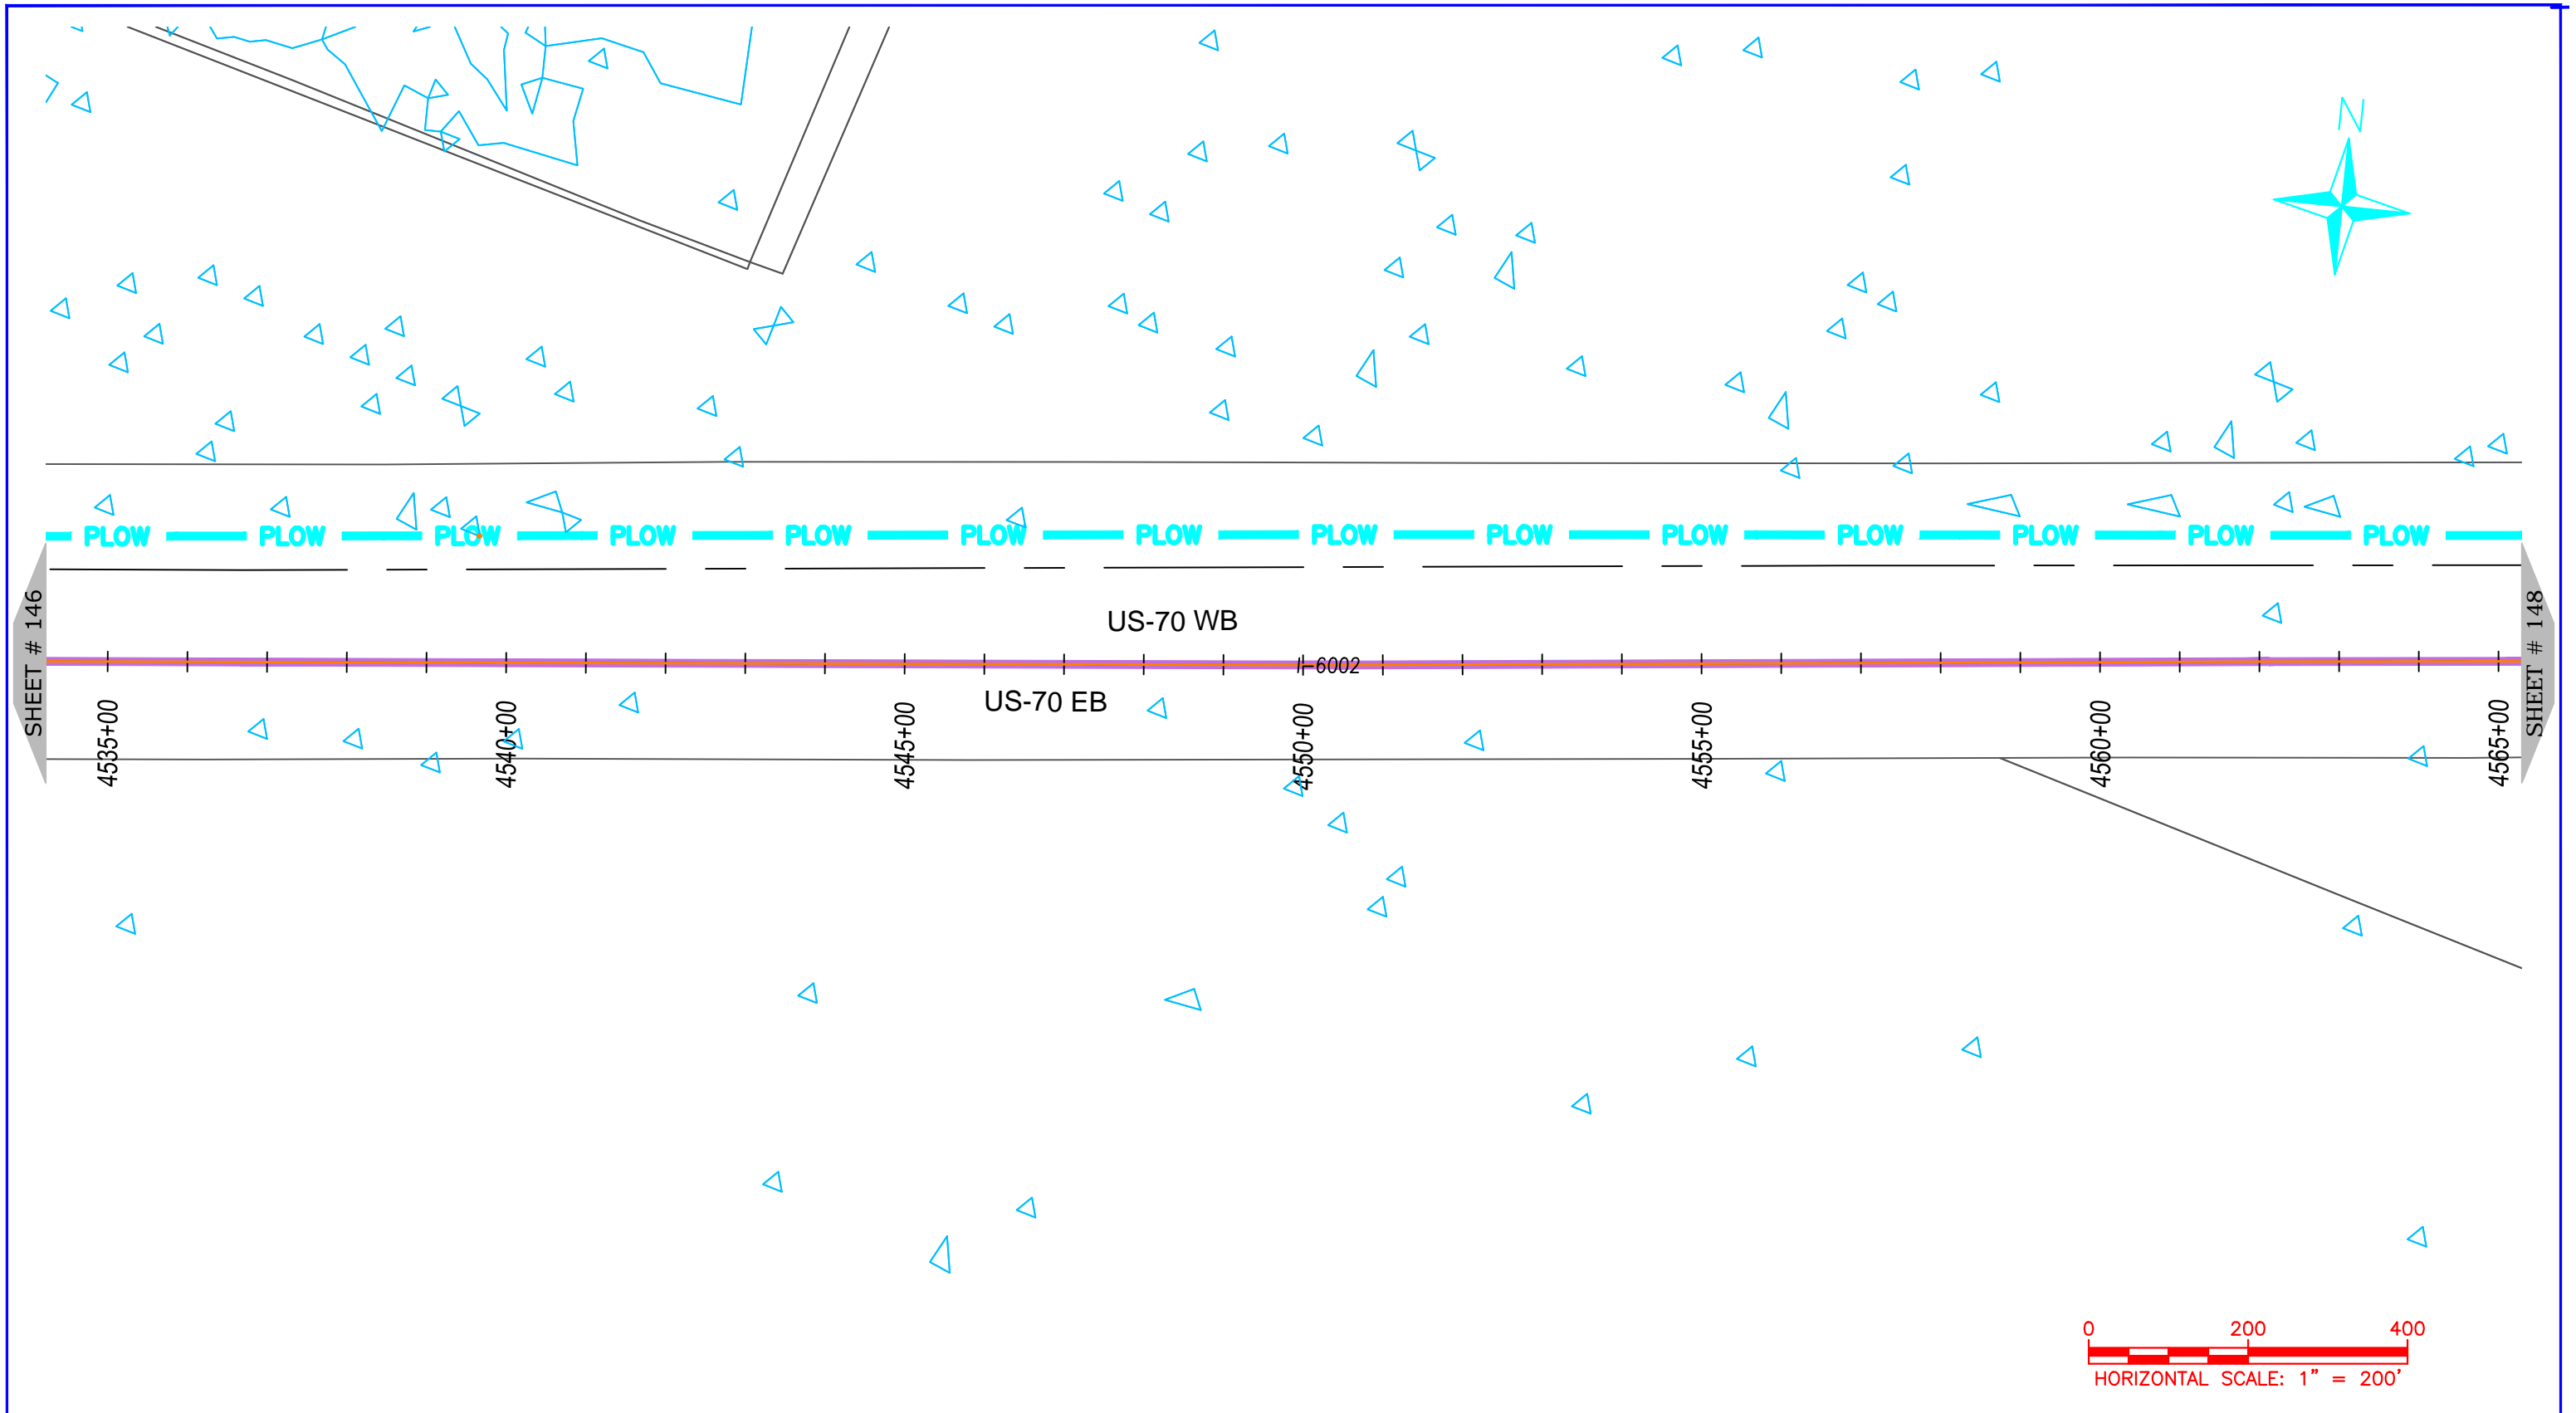 N
PLOW PLOW PLOW PLOW PLOW PLOW PLOW PLOW PLOW PLOW PLOW PLOW PLOW PLOW
SHEET # 146
SHEET # 148
US-70 WB
I-6002
US-70 EB
4535+00 4540+00 4545+00 4550+00 4555+00 4560+00 4565+00
0 200 400
HORIZONTAL SCALE: 1" = 200'